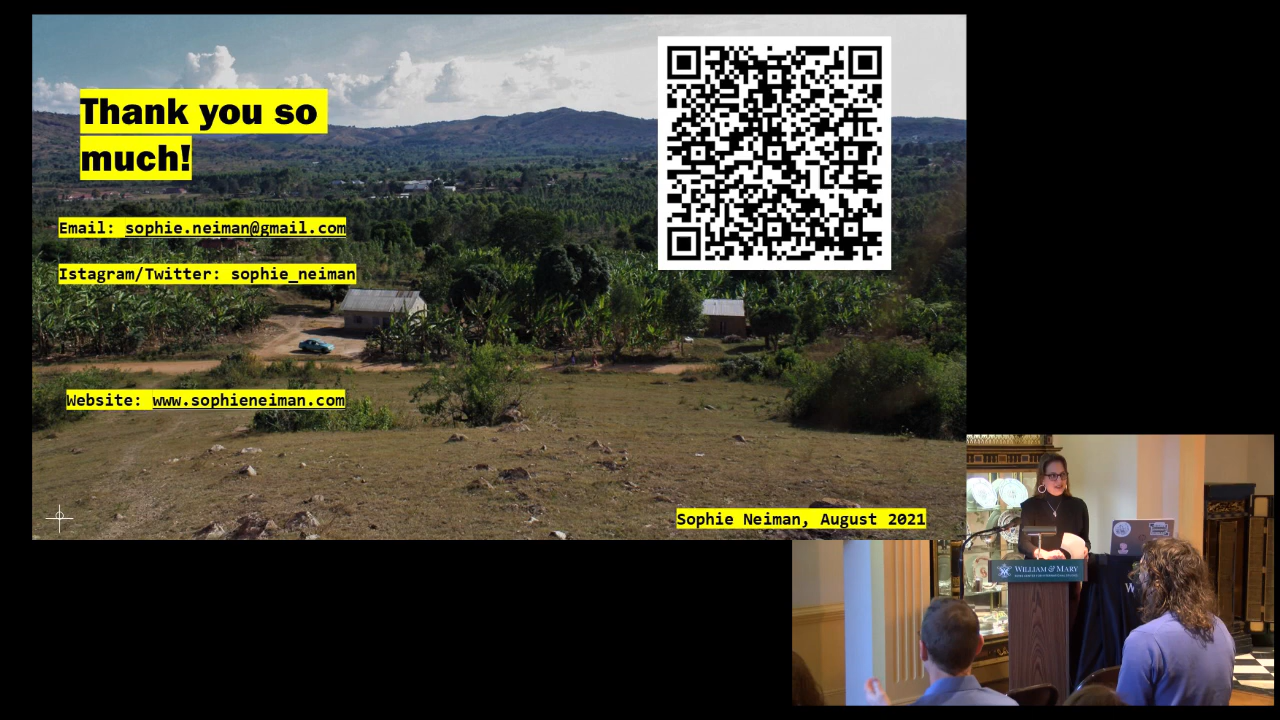 Thank you so
much!
Email: sophie.neiman@gmail.com
Istagram/Twitter: sophie_neiman
Website: www.sophieneiman.com
Sophie Neiman, August 2021
WILLIAM & MARY
W